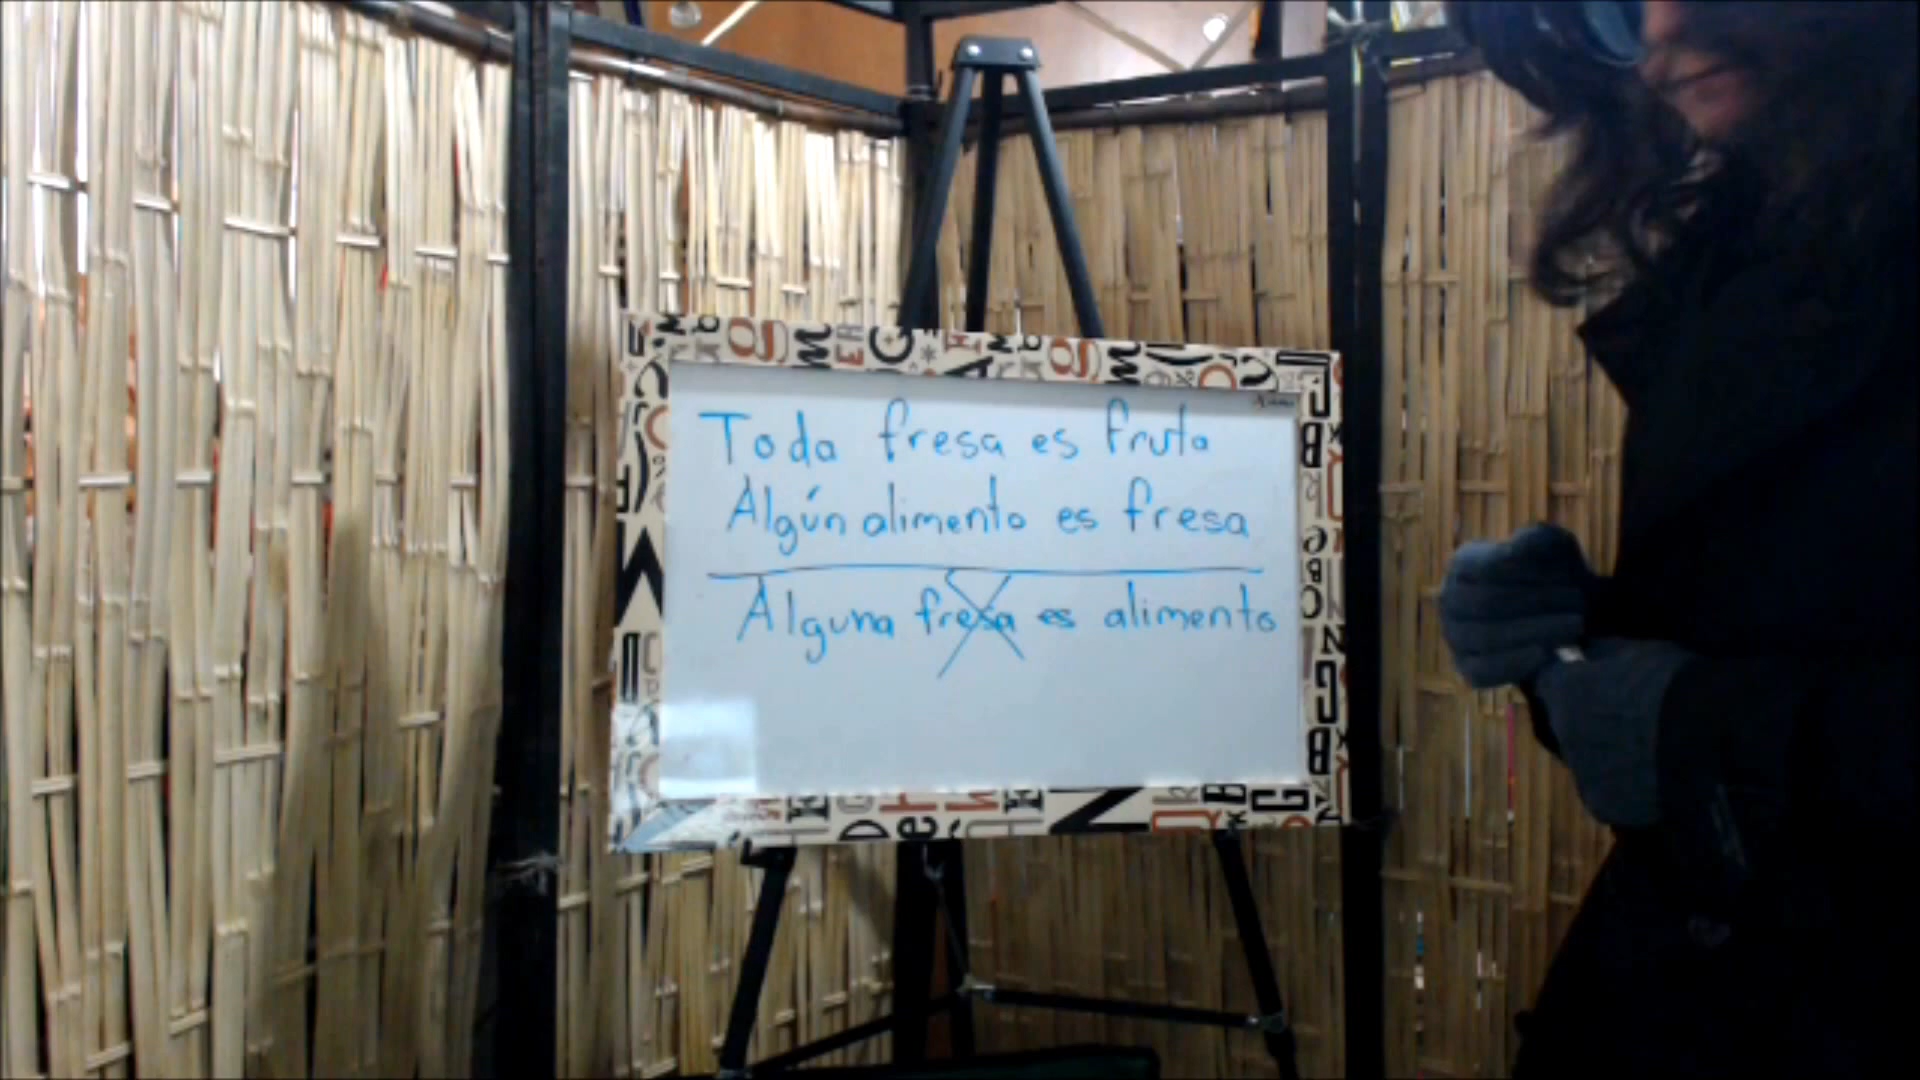 Toda fresa es fruta
Algún alimento es fresa
Alguna fresa es alimento